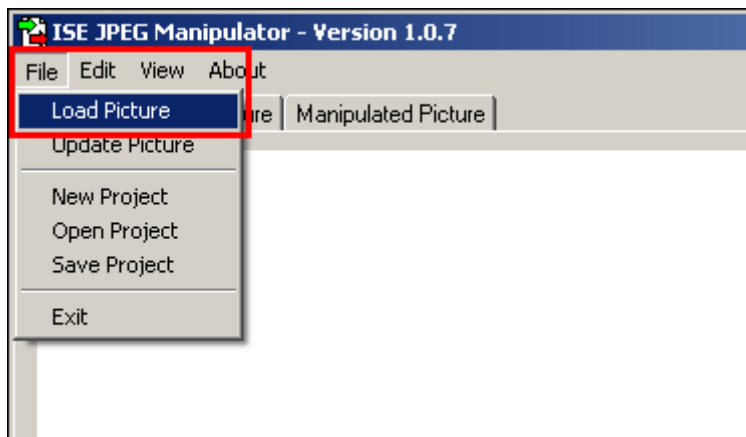 ISE JPEG Manipulator - Version 1.0.7
File Edit View About
Load Picture
Manipulated Picture
Update Picture
New Project
Open Project
Save Project
Exit